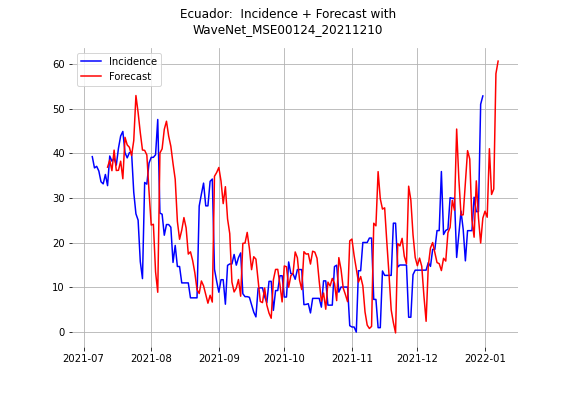 Ecuador:  Incidence + Forecast with
WaveNet_MSE00124_20211210
Incidence
Forecast
60
50
40
30
20
10
0
2021-07 2021-08 2021-09 2021-10 2021-11 2021-12 2022-01